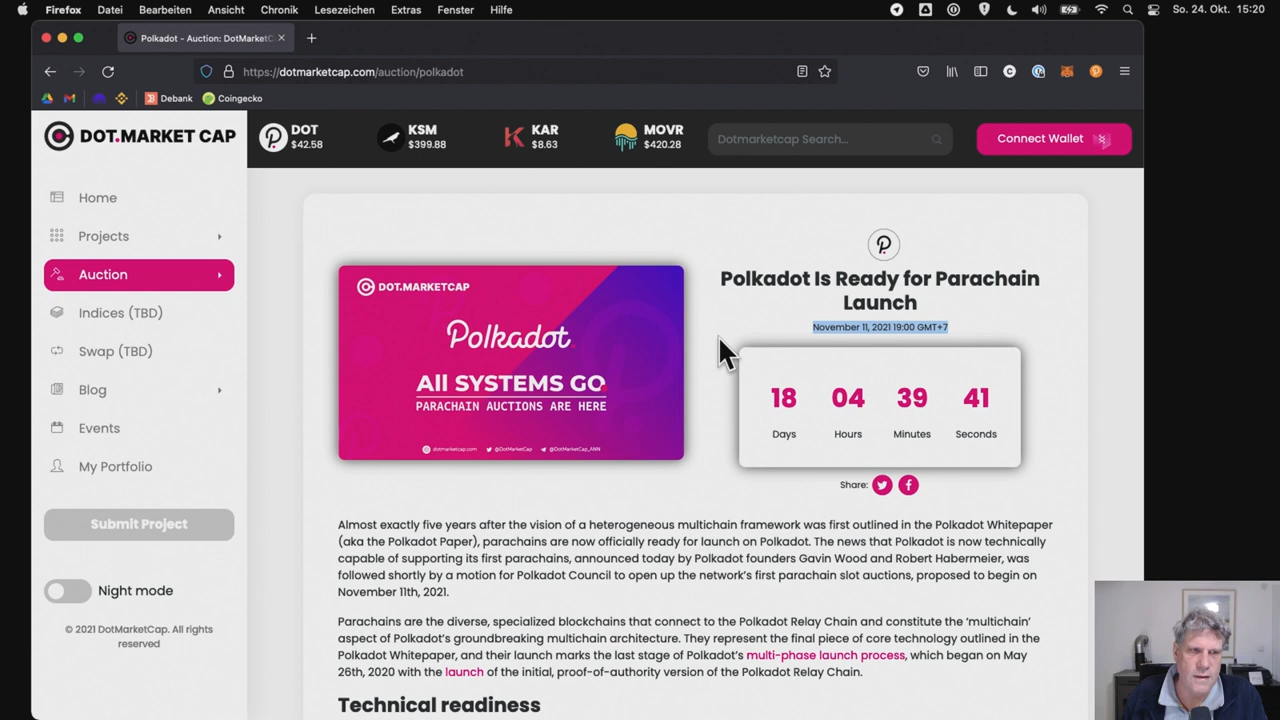 Firefox Datei Bearbeiten Ansicht Chronik Lesezeichen Extras Fenster Hilfe So. 24. Okt. 15:20
Polkadot - Auction: DotMarketC
https://dotmarketcap.com/auction/polkadot
Debank Coingecko
DOT.MARKET CAP
DOT
$42.58
KSM
$399.88
KAR
$8.63
MOVR
$420.28
Dotmarketcap Search...
Connect Wallet
Home
Projects
Auction
Indices (TBD)
Swap (TBD)
Blog
Events
My Portfolio
Submit Project
Night mode
© 2021 DotMarketCap. All rights
reserved
DOT.MARKETCAP
Polkadot.
All SYSTEMS GO.
PARACHAIN AUCTIONS ARE HERE
dotmarketcap.com @DotMarketCap @DotMarketCap_ANN
Polkadot Is Ready for Parachain
Launch
November 11, 2021 19:00 GMT+7
18 04 39 41
Days Hours Minutes Seconds
Share:
Almost exactly five years after the vision of a heterogeneous multichain framework was first outlined in the Polkadot Whitepaper
(aka the Polkadot Paper), parachains are now officially ready for launch on Polkadot. The news that Polkadot is now technically
capable of supporting its first parachains, announced today by Polkadot founders Gavin Wood and Robert Habermeier, was
followed shortly by a motion for Polkadot Council to open up the network's first parachain slot auctions, proposed to begin on
November 11th, 2021.
Parachains are the diverse, specialized blockchains that connect to the Polkadot Relay Chain and constitute the 'multichain'
aspect of Polkadot's groundbreaking multichain architecture. They represent the final piece of core technology outlined in the
Polkadot Whitepaper, and their launch marks the last stage of Polkadot's multi-phase launch process, which began on May
26th, 2020 with the launch of the initial, proof-of-authority version of the Polkadot Relay Chain.
Technical readiness